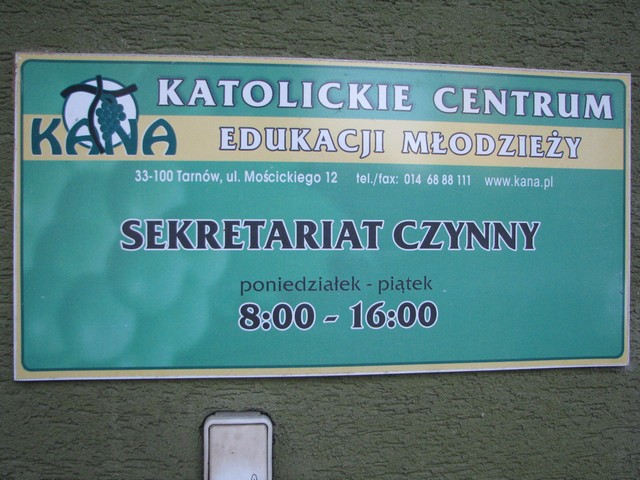 KANA
KATOLICKIE CENTRUM
EDUKACJI MŁODZIEŻY
33-100 Tarnów, ul. Mościckiego 12 tel./fax: 014 68 88 111 www.kana.pl
SEKRETARIAT CZYNNY
poniedziałek - piątek
8:00 - 16:00